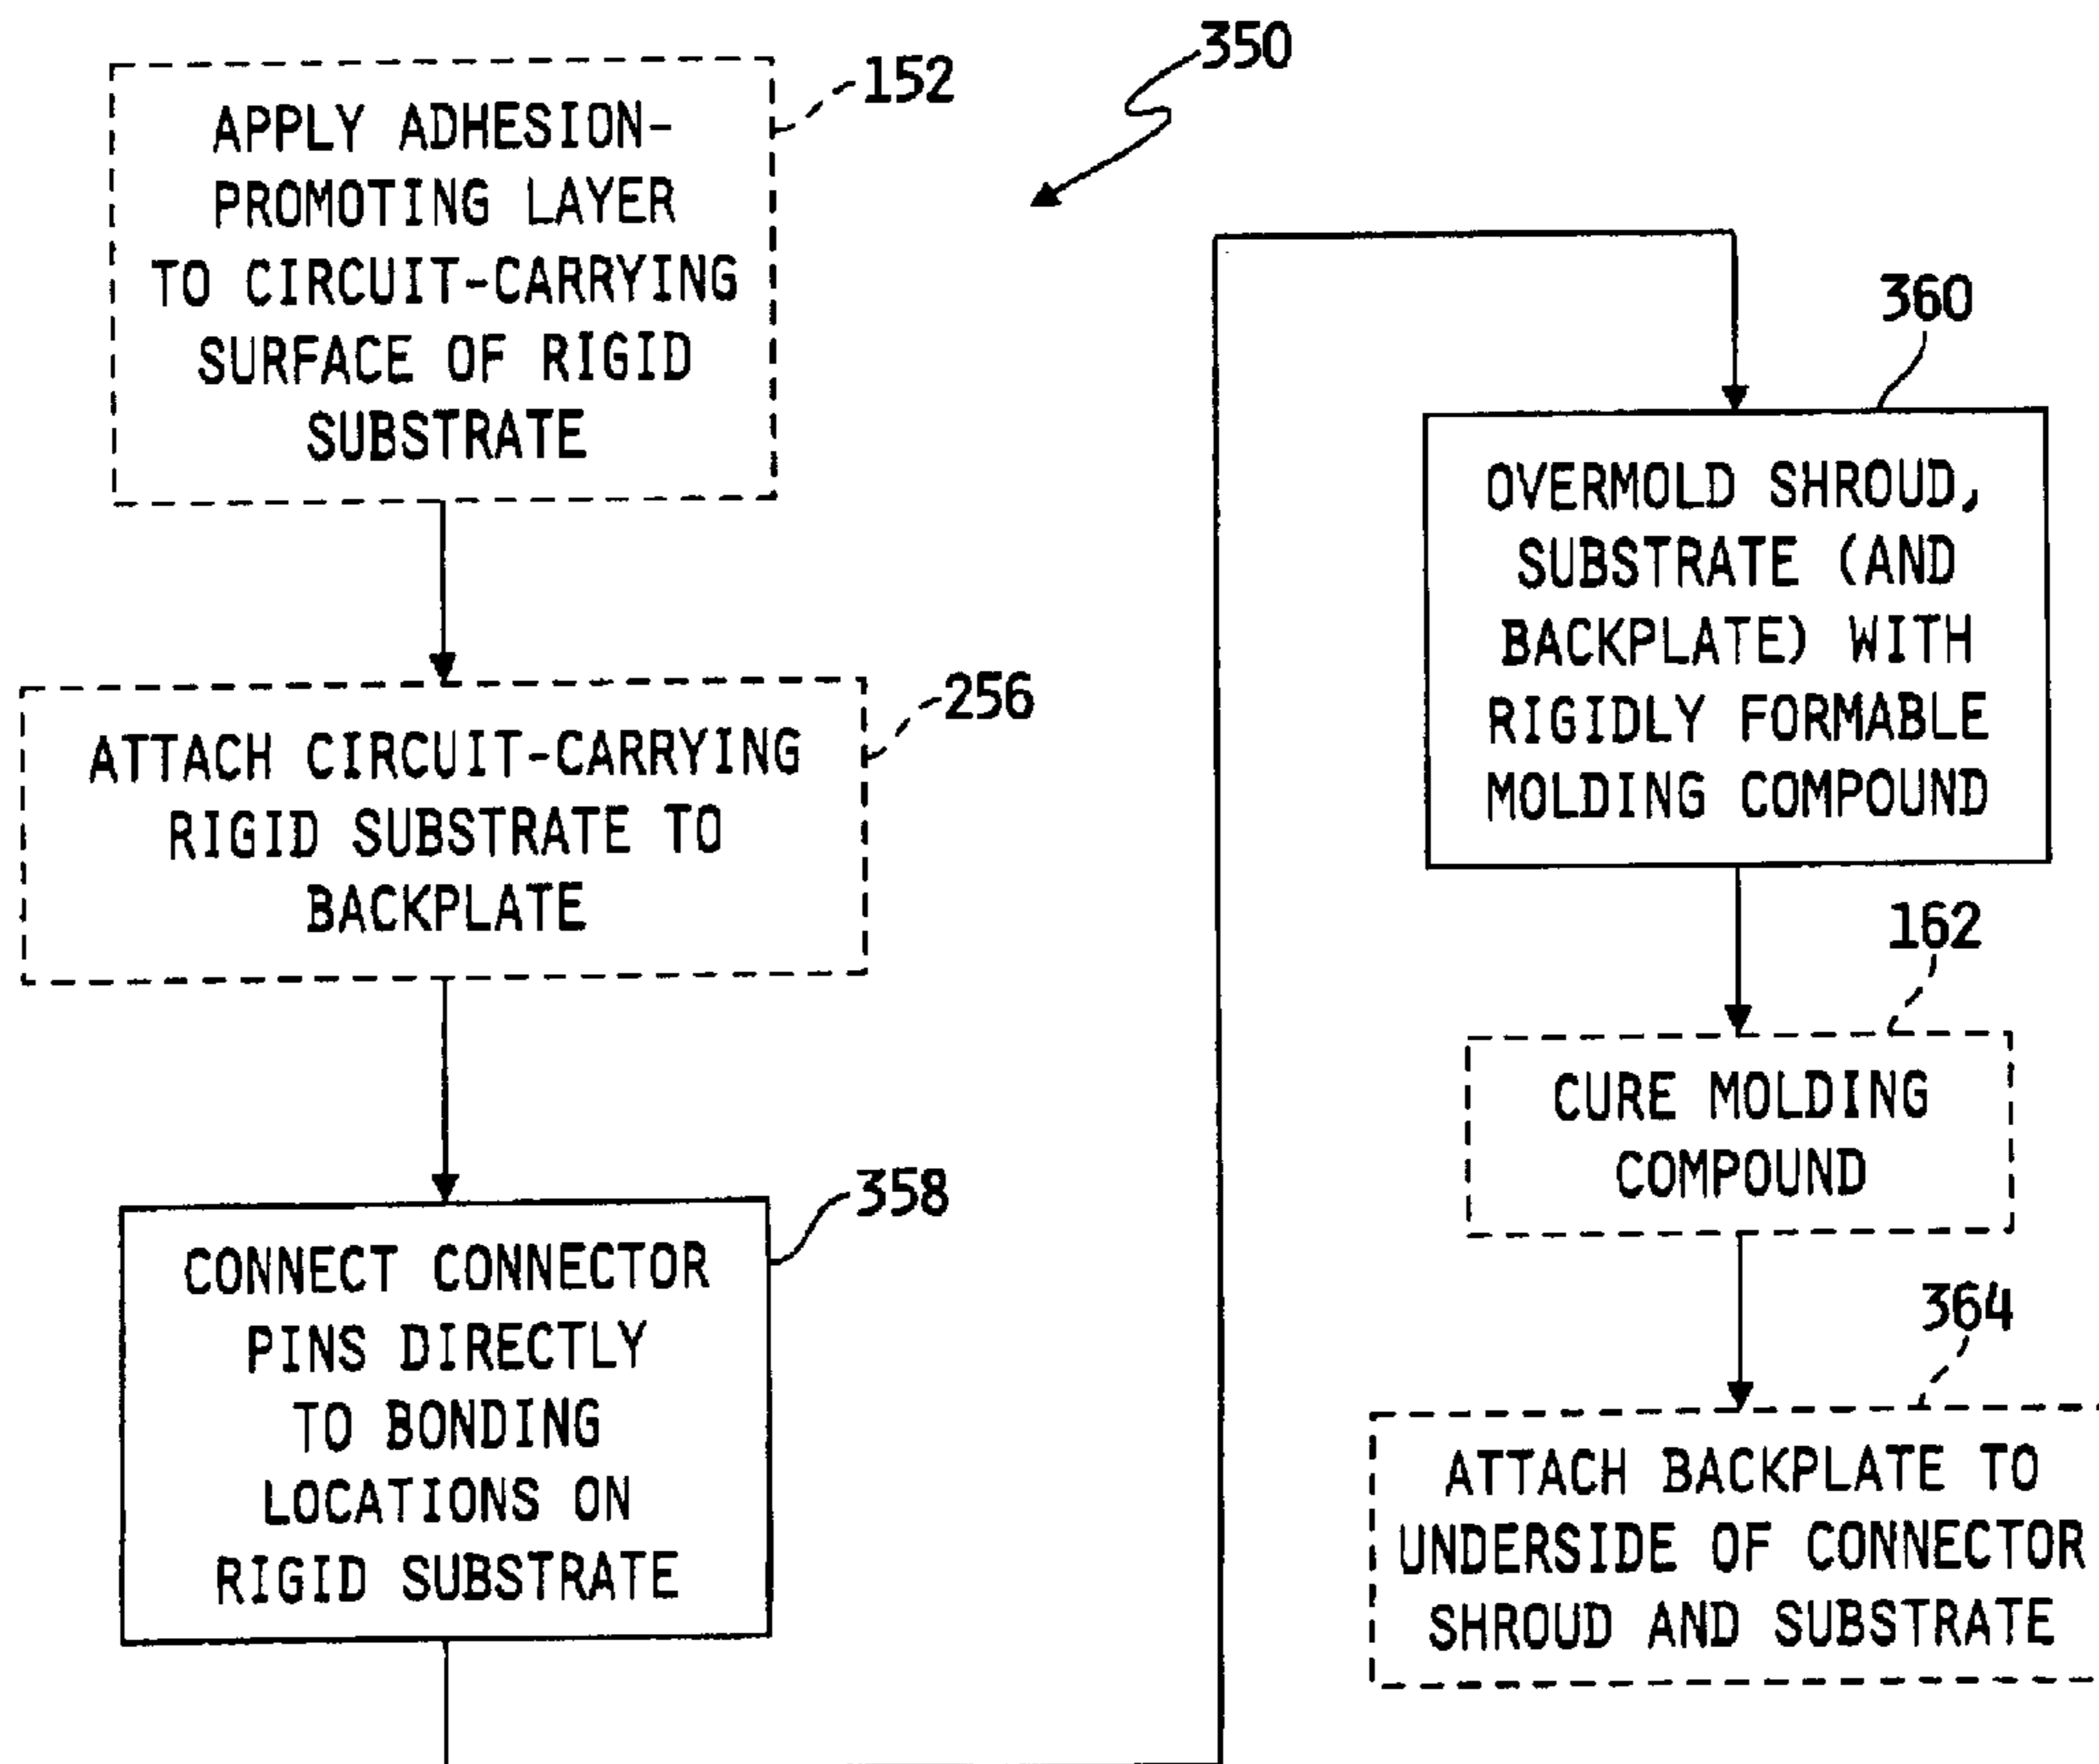 350
152
APPLY ADHESION-
PROMOTING LAYER
TO CIRCUIT-CARRYING
SURFACE OF RIGID
SUBSTRATE
256
ATTACH CIRCUIT-CARRYING
RIGID SUBSTRATE TO
BACKPLATE
358
CONNECT CONNECTOR
PINS DIRECTLY
TO BONDING
LOCATIONS ON
RIGID SUBSTRATE
360
OVERMOLD SHROUD,
SUBSTRATE (AND
BACKPLATE) WITH
RIGIDLY FORMABLE
MOLDING COMPOUND
162
CURE MOLDING
COMPOUND
364
ATTACH BACKPLATE TO
UNDERSIDE OF CONNECTOR
SHROUD AND SUBSTRATE